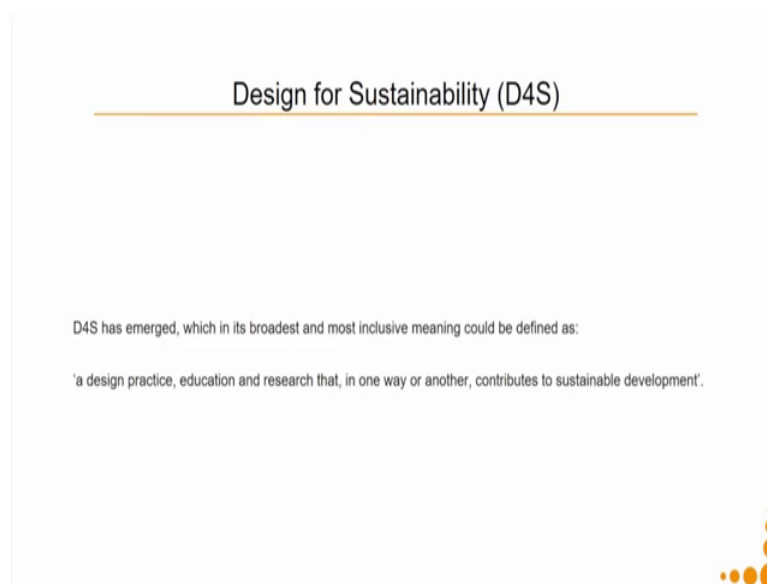 Design for Sustainability (D4S)
D4S has emerged, which in its broadest and most inclusive meaning could be defined as:
'a design practice, education and research that, in one way or another, contributes to sustainable development'.